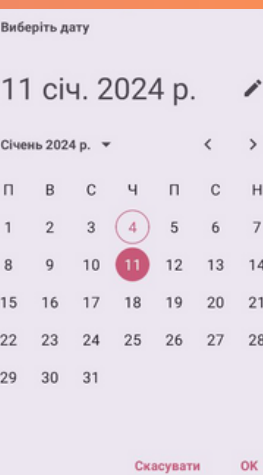 Виберіть дату
11 січ. 2024 р.
Січень 2024 р.
П В С Ч П С Н
1 2 3 4 5 6 7
8 9 10 11 12 13 14
15 16 17 18 19 20 21
22 23 24 25 26 27 28
29 30 31
Скасувати OK